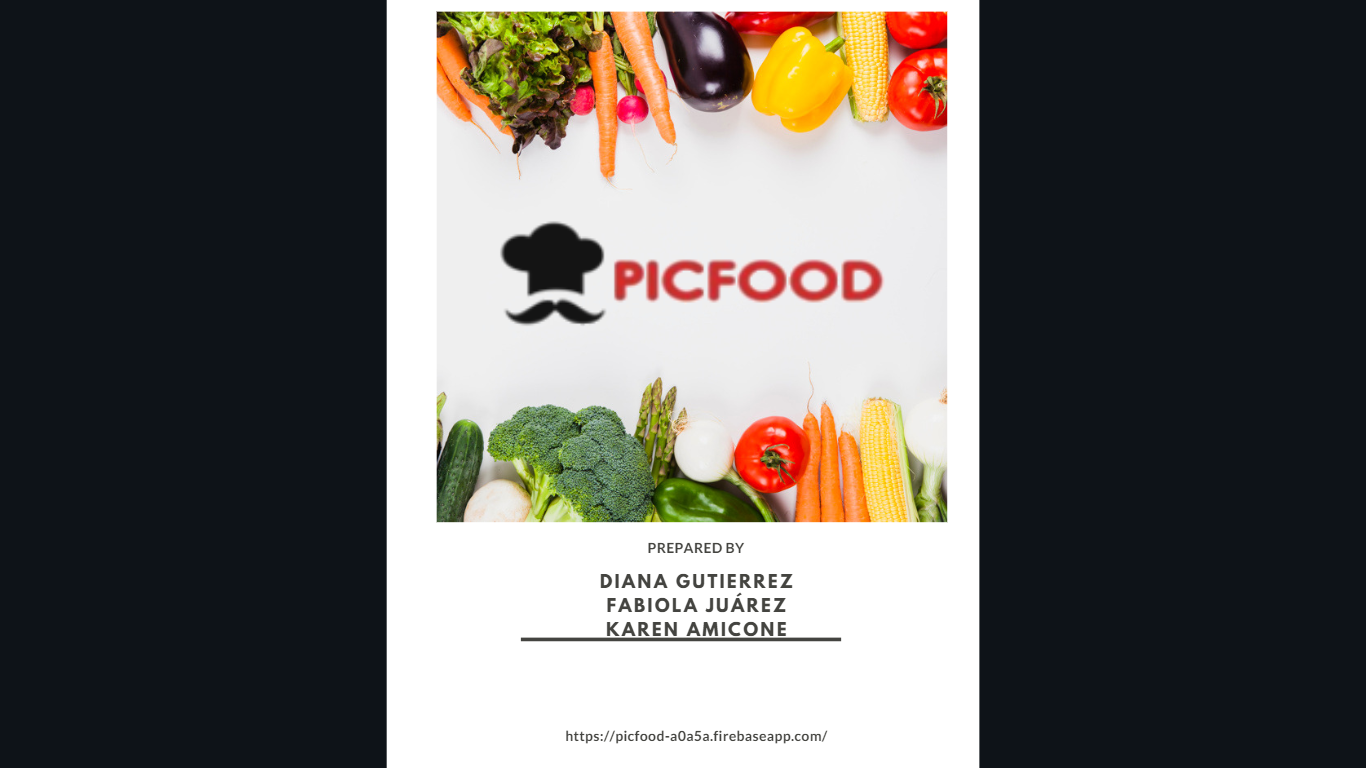 PICFOOD
PREPARED BY
DIANA GUTIERREZ
FABIOLA JUÁREZ
KAREN AMICONE
https://picfood-a0a5a.firebaseapp.com/